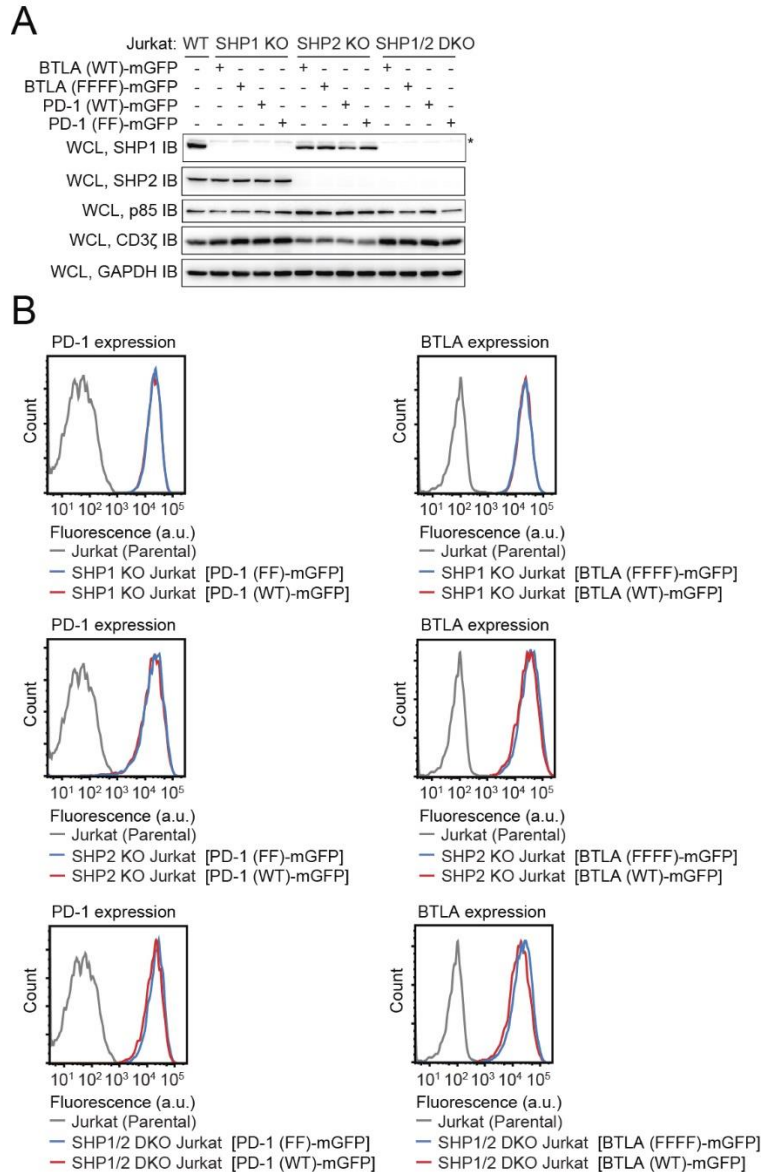 A
Jurkat: WT SHP1 KO SHP2 KO SHP1/2 DKO
BTLA (WT)-mGFP - + - - - + - - - + - - -
BTLA (FFFF)-mGFP - - + - - - + - - - + - -
PD-1 (WT)-mGFP - - - + - - - + - - - + -
PD-1 (FF)-mGFP - - - - + - - - + - - - +
WCL, SHP1 IB *
WCL, SHP2 IB
WCL, p85 IB
WCL, CD3ζ IB
WCL, GAPDH IB
B
PD-1 expression
Count
10¹ 10² 10³ 10⁴ 10⁵
Fluorescence (a.u.)
Jurkat (Parental)
SHP1 KO Jurkat [PD-1 (FF)-mGFP]
SHP1 KO Jurkat [PD-1 (WT)-mGFP]
BTLA expression
Count
10¹ 10² 10³ 10⁴ 10⁵
Fluorescence (a.u.)
Jurkat (Parental)
SHP1 KO Jurkat [BTLA (FFFF)-mGFP]
SHP1 KO Jurkat [BTLA (WT)-mGFP]
PD-1 expression
Count
10¹ 10² 10³ 10⁴ 10⁵
Fluorescence (a.u.)
Jurkat (Parental)
SHP2 KO Jurkat [PD-1 (FF)-mGFP]
SHP2 KO Jurkat [PD-1 (WT)-mGFP]
BTLA expression
Count
10¹ 10² 10³ 10⁴ 10⁵
Fluorescence (a.u.)
Jurkat (Parental)
SHP2 KO Jurkat [BTLA (FFFF)-mGFP]
SHP2 KO Jurkat [BTLA (WT)-mGFP]
PD-1 expression
Count
10¹ 10² 10³ 10⁴ 10⁵
Fluorescence (a.u.)
Jurkat (Parental)
SHP1/2 DKO Jurkat [PD-1 (FF)-mGFP]
SHP1/2 DKO Jurkat [PD-1 (WT)-mGFP]
BTLA expression
Count
10¹ 10² 10³ 10⁴ 10⁵
Fluorescence (a.u.)
Jurkat (Parental)
SHP1/2 DKO Jurkat [BTLA (FFFF)-mGFP]
SHP1/2 DKO Jurkat [BTLA (WT)-mGFP]